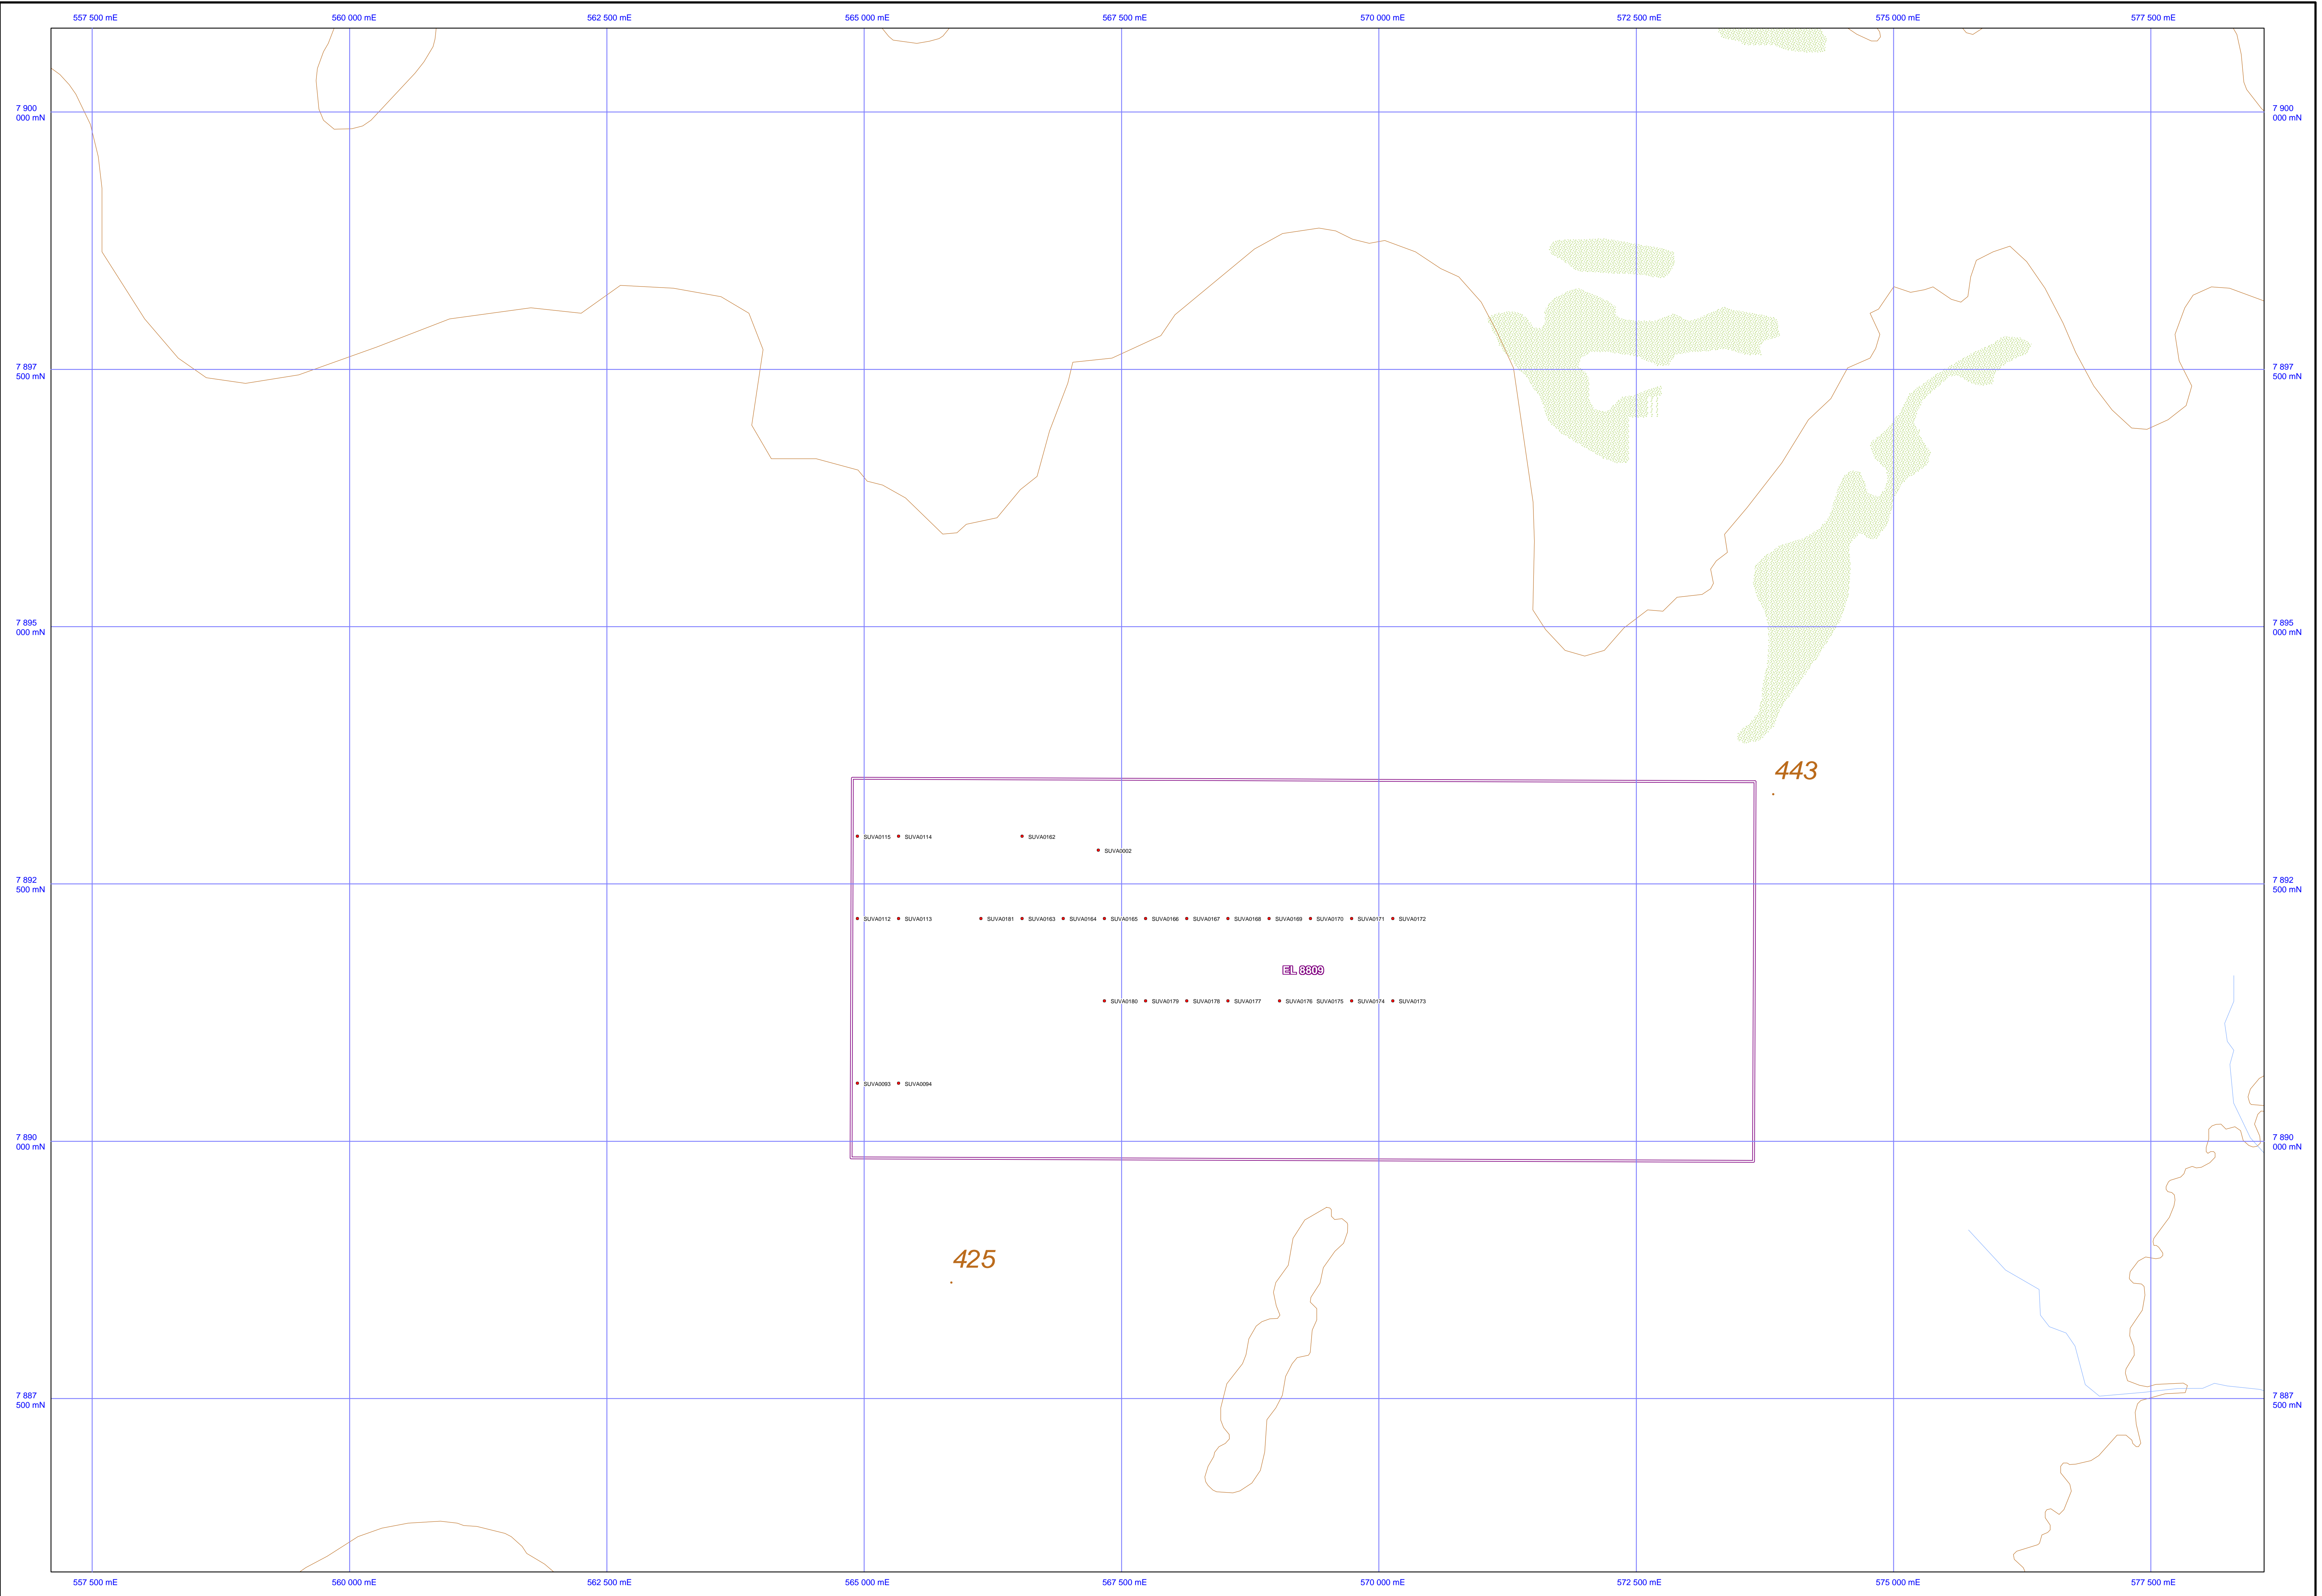 557 500 mE 560 000 mE 562 500 mE 565 000 mE 567 500 mE 570 000 mE 572 500 mE 575 000 mE 577 500 mE
7 900 7 900
000 mN 000 mN
7 897 7 897
500 mN 500 mN
7 895 7 895
000 mN 000 mN
443
SUVA0115 SUVA0114 SUVA0162
SUVA0002
7 892 7 892
500 mN 500 mN
SUVA0112 SUVA0113 SUVA0181 SUVA0163 SUVA0164 SUVA0165 SUVA0166 SUVA0167 SUVA0168 SUVA0169 SUVA0170 SUVA0171 SUVA0172
EL 8809
SUVA0180 SUVA0179 SUVA0178 SUVA0177 SUVA0176 SUVA0175 SUVA0174 SUVA0173
SUVA0093 SUVA0094
7 890 7 890
000 mN 000 mN
425
7 887 7 887
500 mN 500 mN
557 500 mE 560 000 mE 562 500 mE 565 000 mE 567 500 mE 570 000 mE 572 500 mE 575 000 mE 577 500 mE